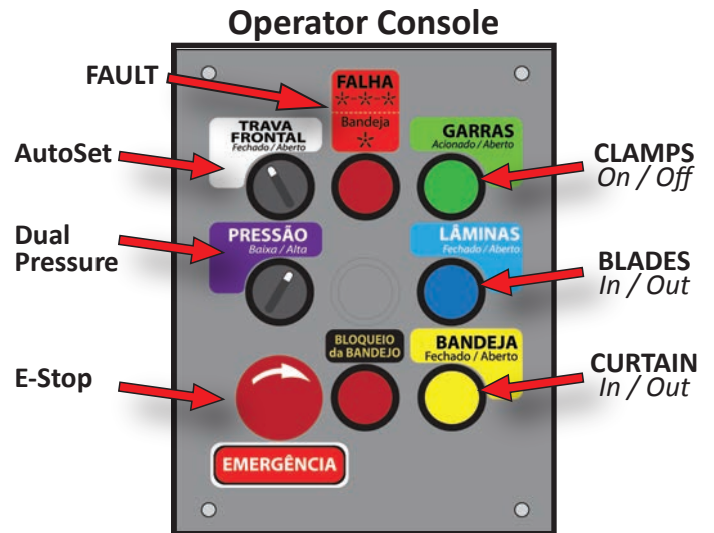 Operator Console
FAULT
FALHA
*-*-*
Bandeja
*
AutoSet
TRAVA
FRONTAL
Fechado / Aberto
GARRAS
Acionado / Aberto
CLAMPS
On / Off
Dual
Pressure
PRESSÃO
Baixa / Alta
LÂMINAS
Fechado / Aberto
BLADES
In / Out
E-Stop
BLOQUEIO
da BANDEJO
BANDEJA
Fechado / Aberto
CURTAIN
In / Out
EMERGÊNCIA